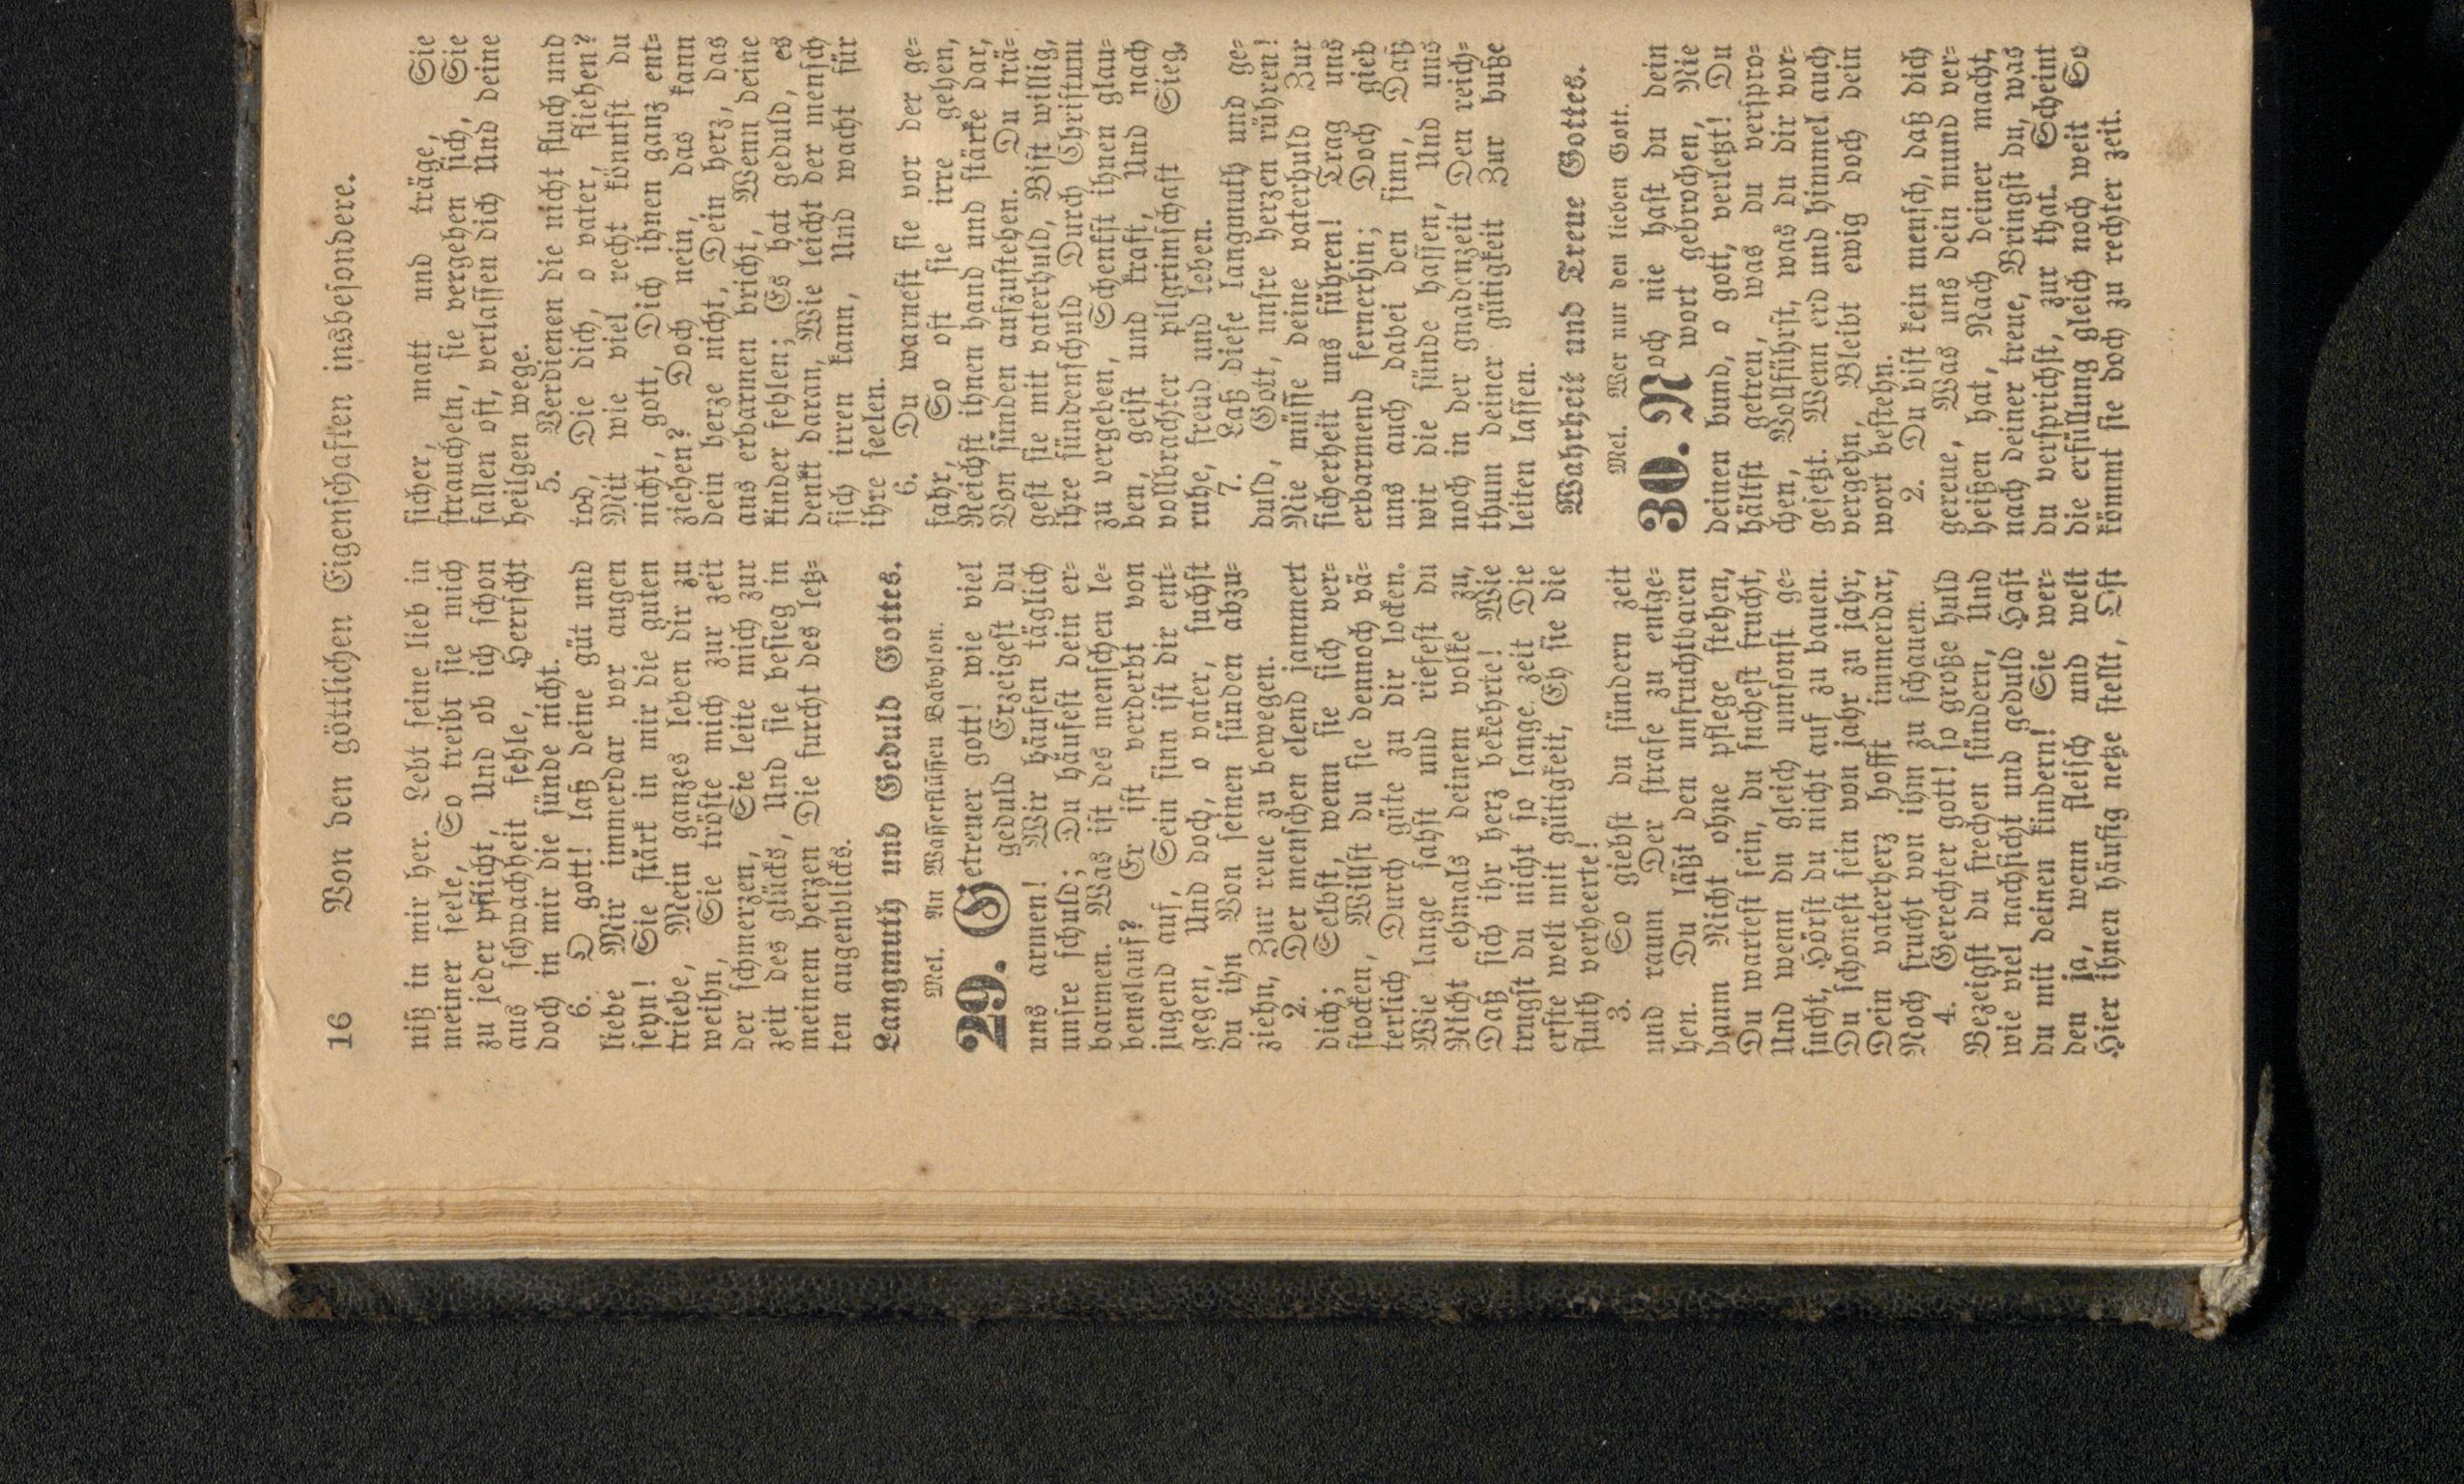 16 Von den göttlichen Eigenschaften insbesondere.
niß in mir her. Lebt seine lieb in
meiner seele, So treibt sie mich
zu jeder pflicht, Und ob ich schon
aus schwachheit fehle, Herrscht
doch in mir die sünde nicht.
6. O gott! laß deine güt und
liebe Mir immerdar vor augen
seyn! Sie stärk in mir die guten
triebe, Mein ganzes leben dir zu
weihn, Sie tröste mich zur zeit
der schmerzen, Sie leite mich zur
zeit des glücks, Und sie besieg in
meinem herzen Die furcht des letz=
ten augenblicks.
Langmuth und Geduld Gottes.
Mel. An Wasserflüssen Babylon.
29. Getreuer gott! wie viel
geduld Erzeigest du
uns armen! Wir häufen täglich
unsre schuld; Du häufest dein er=
barmen. Was ist des menschen le=
benslauf? Er ist verderbt von
jugend auf, Sein sinn ist dir ent=
gegen, Und doch, o vater, suchst
du ihn Von seinen sünden abzu=
ziehn, Zur reue zu bewegen.
2. Der menschen elend jammert
dich; Selbst, wenn sie sich ver=
stocken, Willst du sie dennoch vä=
terlich Durch güte zu dir locken.
Wie lange sahst und riefest du
Nicht ehmals deinem volke zu,
Daß sich ihr herz bekehrte! Wie
trugst du nicht so lange zeit Die
erste welt mit gütigkeit, Eh sie die
fluth verheerte!
3. So giebst du sündern zeit
und raum Der strafe zu entge=
hen. Du läßt den unfruchtbaren
baum Nicht ohne pflege stehen,
Du wartest sein, du suchest frucht,
Und wenn du gleich umsonst ge=
sucht, Hörst du nicht auf zu bauen.
Du schonest sein von jahr zu jahr,
Dein vaterherz hofft immerdar,
Noch frucht von ihm zu schauen.
4. Gerechter gott! so große huld
Bezeigst du frechen sündern, Und
wie viel nachsicht und geduld Hast
du mit deinen kindern! Sie wer=
den ja, wenn fleisch und welt
Hier ihnen häufig netze stellt, Oft
sicher, matt und träge, Sie
straucheln, sie vergehen sich, Sie
fallen oft, verlassen dich Und deine
heilgen wege.
5. Verdienen die nicht fluch und
tod, Die dich, o vater, fliehen?
Mit wie viel recht könntst du
nicht, gott, Dich ihnen ganz ent=
ziehen? Doch nein, das kann
dein herze nicht, Dein herz, das
aus erbarmen bricht, Wenn deine
kinder fehlen; Es hat geduld, es
denkt daran, Wie leicht der mensch
sich irren kann, Und wacht für
ihre seelen.
6. Du warnest sie vor der ge=
fahr, So oft sie irre gehen,
Reichst ihnen hand und stärke dar,
Von sünden aufzustehen. Du trä=
gest sie mit vaterhuld, Bist willig,
ihre sündenschuld Durch Christum
zu vergeben, Schenkst ihnen glau=
ben, geist und kraft, Und nach
vollbrachter pilgrimschaft Sieg,
ruhe, freud und leben.
7. Laß diese langmuth und ge=
duld, Gott, unsre herzen rühren!
Nie müsse deine vaterhuld Zur
sicherheit uns führen! Trag uns
erbarmend fernerhin; Doch gieb
uns auch dabei den sinn, Daß
wir die sünde hassen, Und uns
noch in der gnadenzeit Den reich=
thum deiner gütigkeit Zur buße
leiten lassen.
Wahrheit und Treue Gottes.
Mel. Wer nur den lieben Gott.
30. Noch nie hast du dein
wort gebrochen, Nie
deinen bund, o gott, verletzt! Du
hältst getreu, was du verspro=
chen, Vollführst, was du dir vor=
gesetzt. Wenn erd und himmel auch
vergehn, Bleibt ewig doch dein
wort bestehn.
2. Du bist kein mensch, daß dich
gereue, Was uns dein mund ver=
heißen hat, Nach deiner macht,
nach deiner treue, Bringst du, was
du versprichst, zur that. Scheint
die erfüllung gleich noch weit So
kömmt sie doch zu rechter zeit.